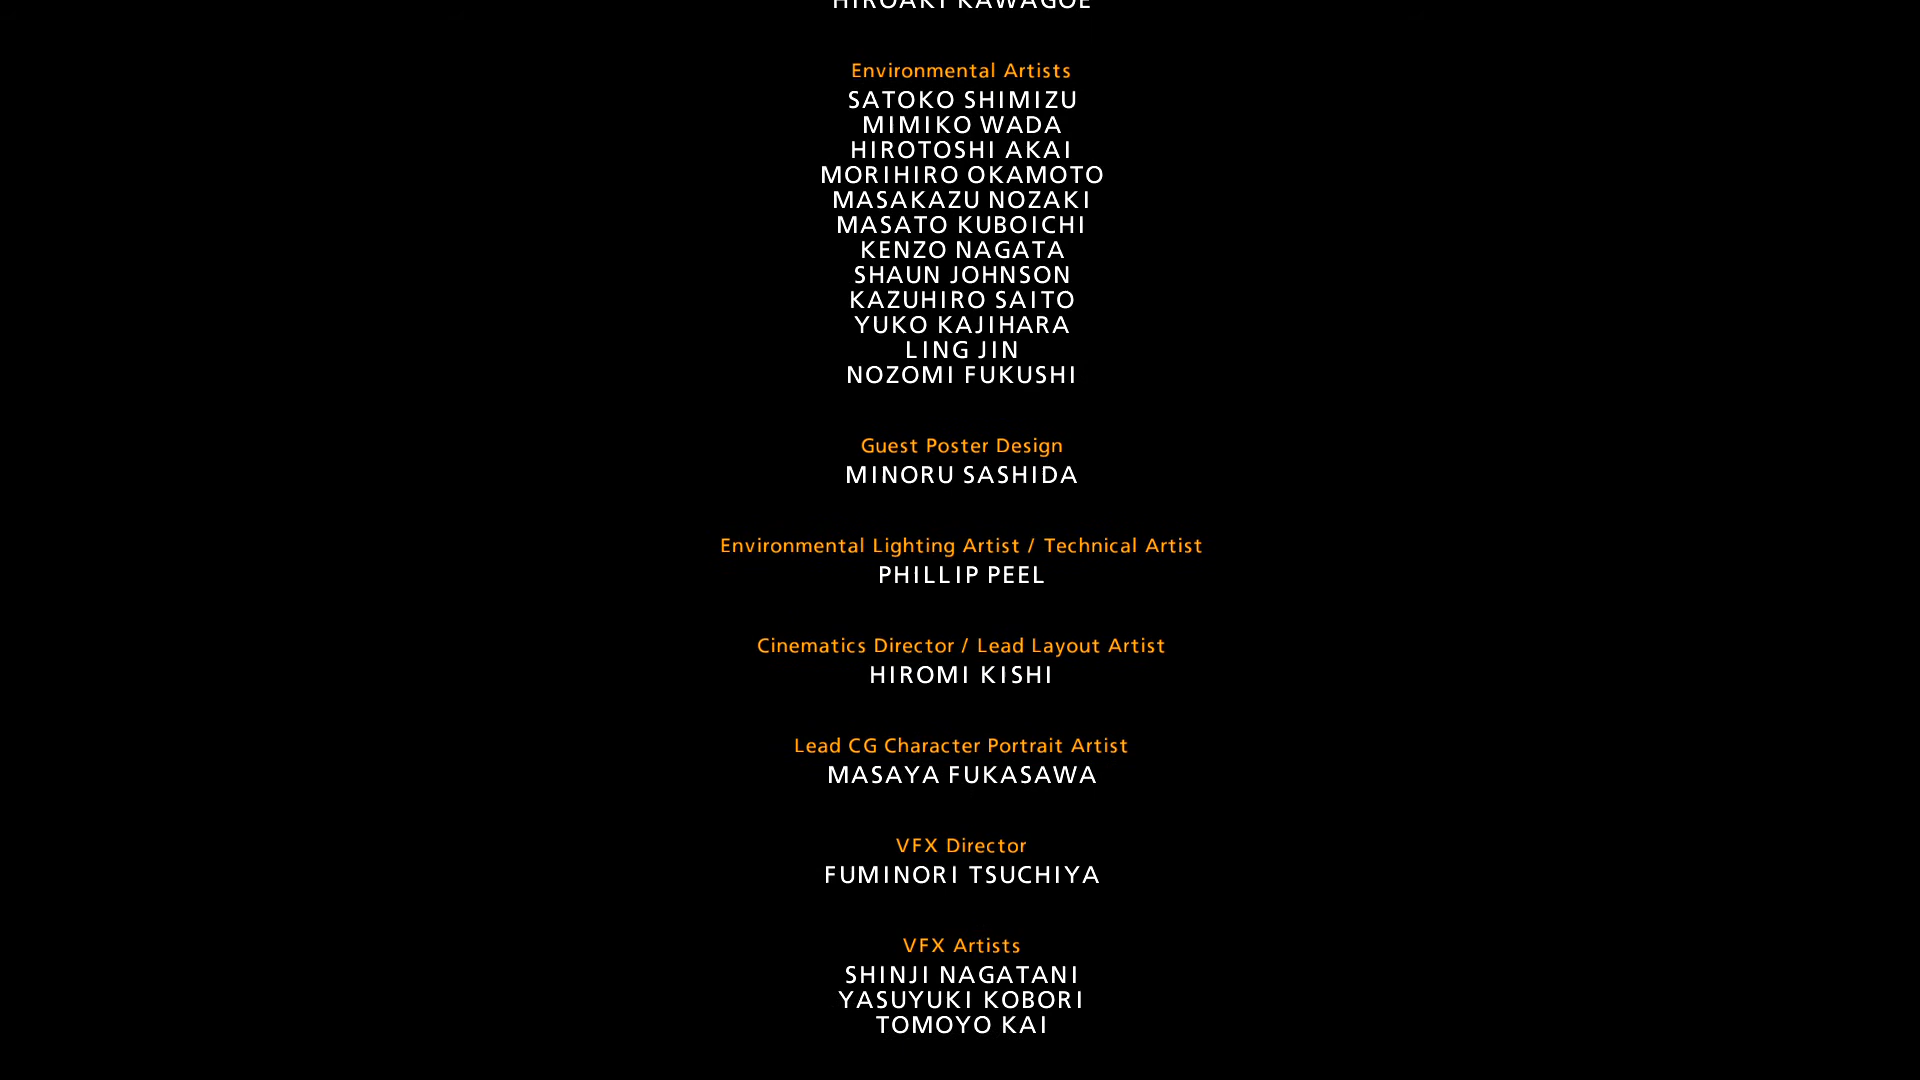 HIROAKI KAWAGOE
Environmental Artists
SATOKO SHIMIZU
MIMIKO WADA
HIROTOSHI AKAI
MORIHIRO OKAMOTO
MASAKAZU NOZAKI
MASATO KUBOICHI
KENZO NAGATA
SHAUN JOHNSON
KAZUHIRO SAITO
YUKO KAJIHARA
LING JIN
NOZOMI FUKUSHI
Guest Poster Design
MINORU SASHIDA
Environmental Lighting Artist / Technical Artist
PHILLIP PEEL
Cinematics Director / Lead Layout Artist
HIROMI KISHI
Lead CG Character Portrait Artist
MASAYA FUKASAWA
VFX Director
FUMINORI TSUCHIYA
VFX Artists
SHINJI NAGATANI
YASUYUKI KOBORI
TOMOYO KAI